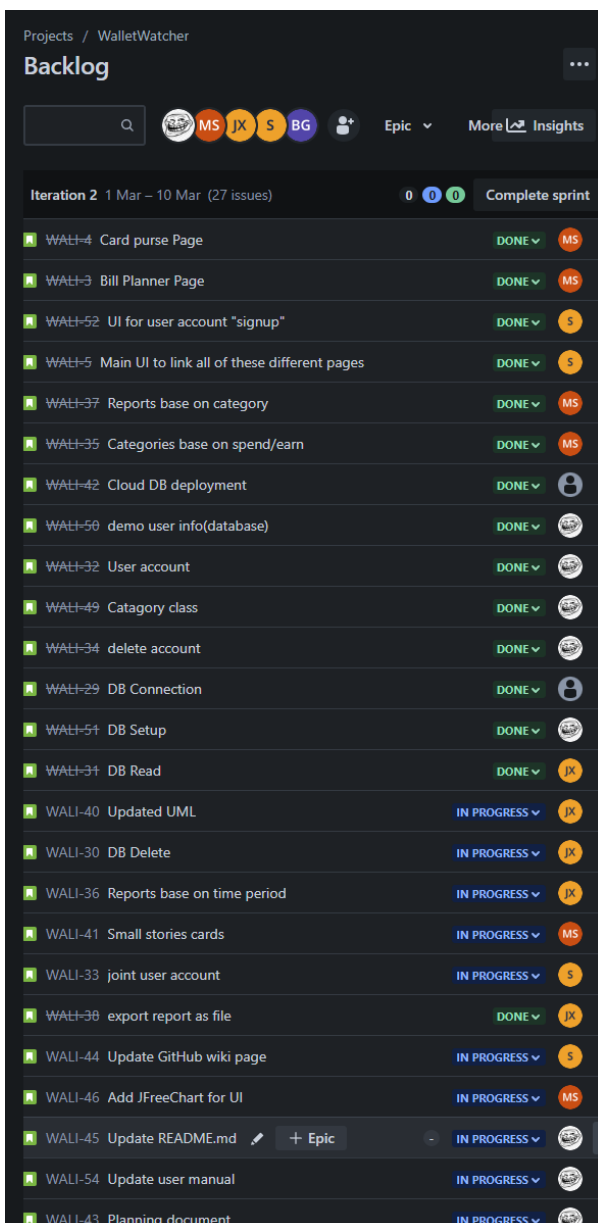 Projects / WalletWatcher
Backlog
MS JX S BG Epic More Insights
Iteration 2 1 Mar – 10 Mar (27 issues) 0 0 0 Complete sprint
WALI-4 Card purse Page DONE MS
WALI-3 Bill Planner Page DONE MS
WALI-52 UI for user account "signup" DONE S
WALI-5 Main UI to link all of these different pages DONE S
WALI-37 Reports base on category DONE MS
WALI-35 Categories base on spend/earn DONE MS
WALI-42 Cloud DB deployment DONE
WALI-50 demo user info(database) DONE
WALI-32 User account DONE
WALI-49 Catagory class DONE
WALI-34 delete account DONE
WALI-29 DB Connection DONE
WALI-51 DB Setup DONE
WALI-31 DB Read DONE JX
WALI-40 Updated UML IN PROGRESS JX
WALI-30 DB Delete IN PROGRESS JX
WALI-36 Reports base on time period IN PROGRESS JX
WALI-41 Small stories cards IN PROGRESS MS
WALI-33 joint user account IN PROGRESS S
WALI-38 export report as file DONE JX
WALI-44 Update GitHub wiki page IN PROGRESS S
WALI-46 Add JFreeChart for UI IN PROGRESS MS
WALI-45 Update README.md + Epic - IN PROGRESS
WALI-54 Update user manual IN PROGRESS
WALI-43 Planning document IN PROGRESS